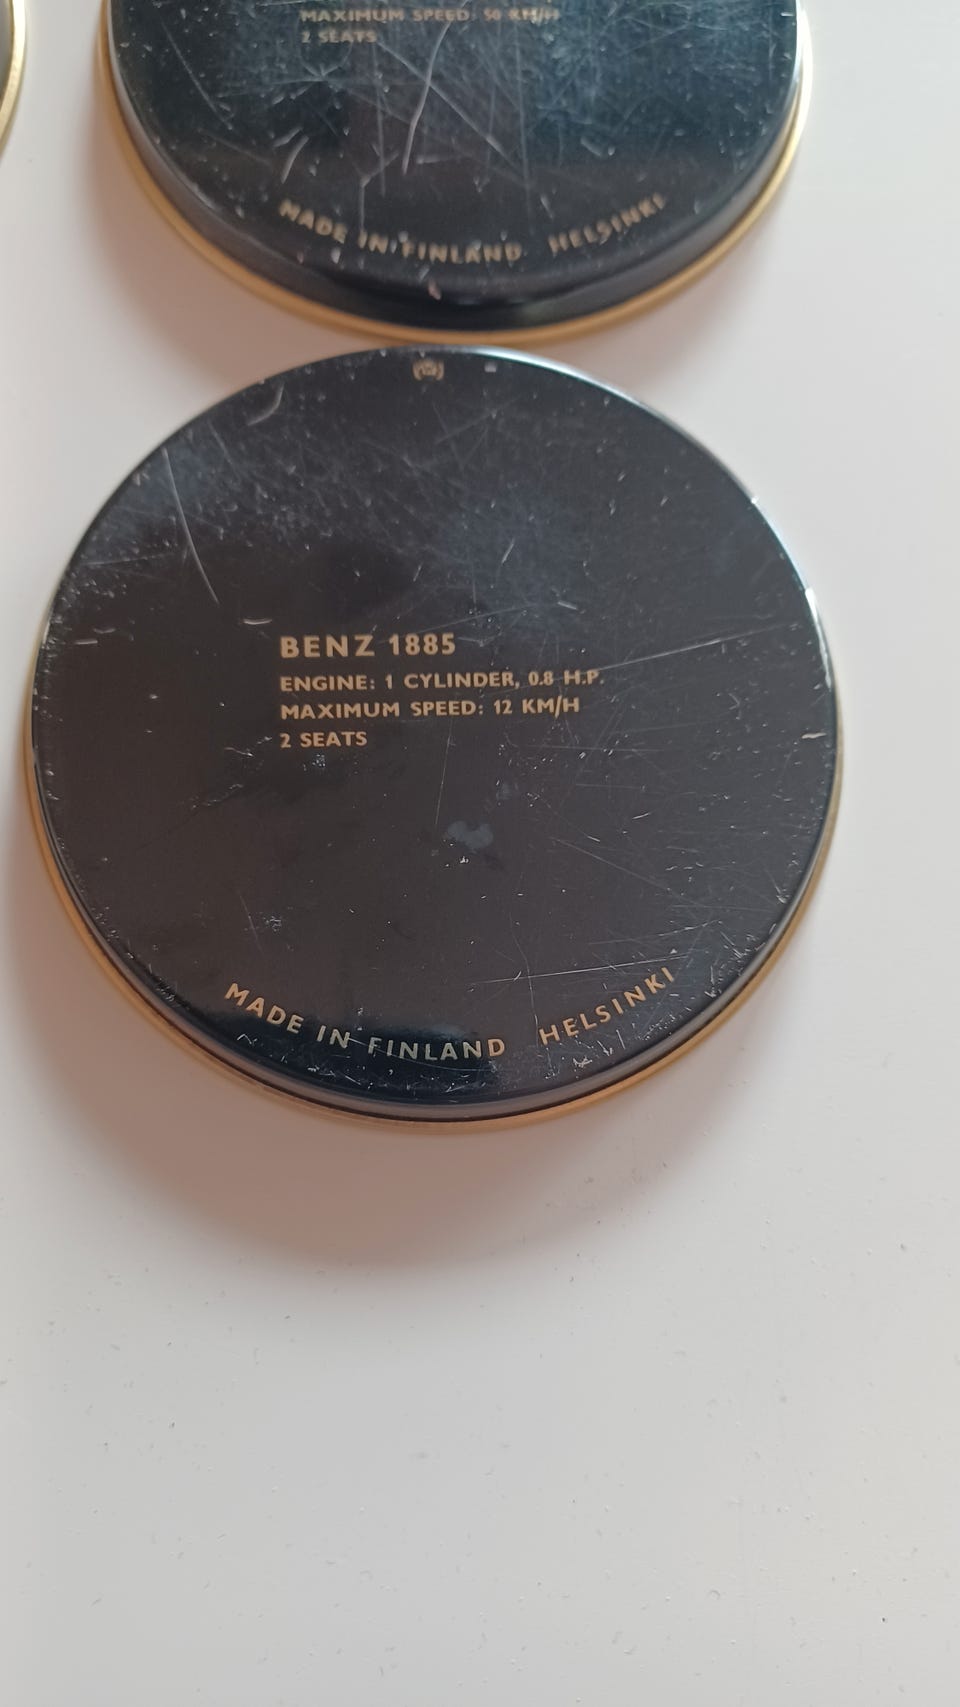 MAXIMUM SPEED: 50 KM/H
2 SEATS
MADE IN FINLAND HELSINKI
BENZ 1885
ENGINE: 1 CYLINDER, 0.8 H.P.
MAXIMUM SPEED: 12 KM/H
2 SEATS
MADE IN FINLAND HELSINKI